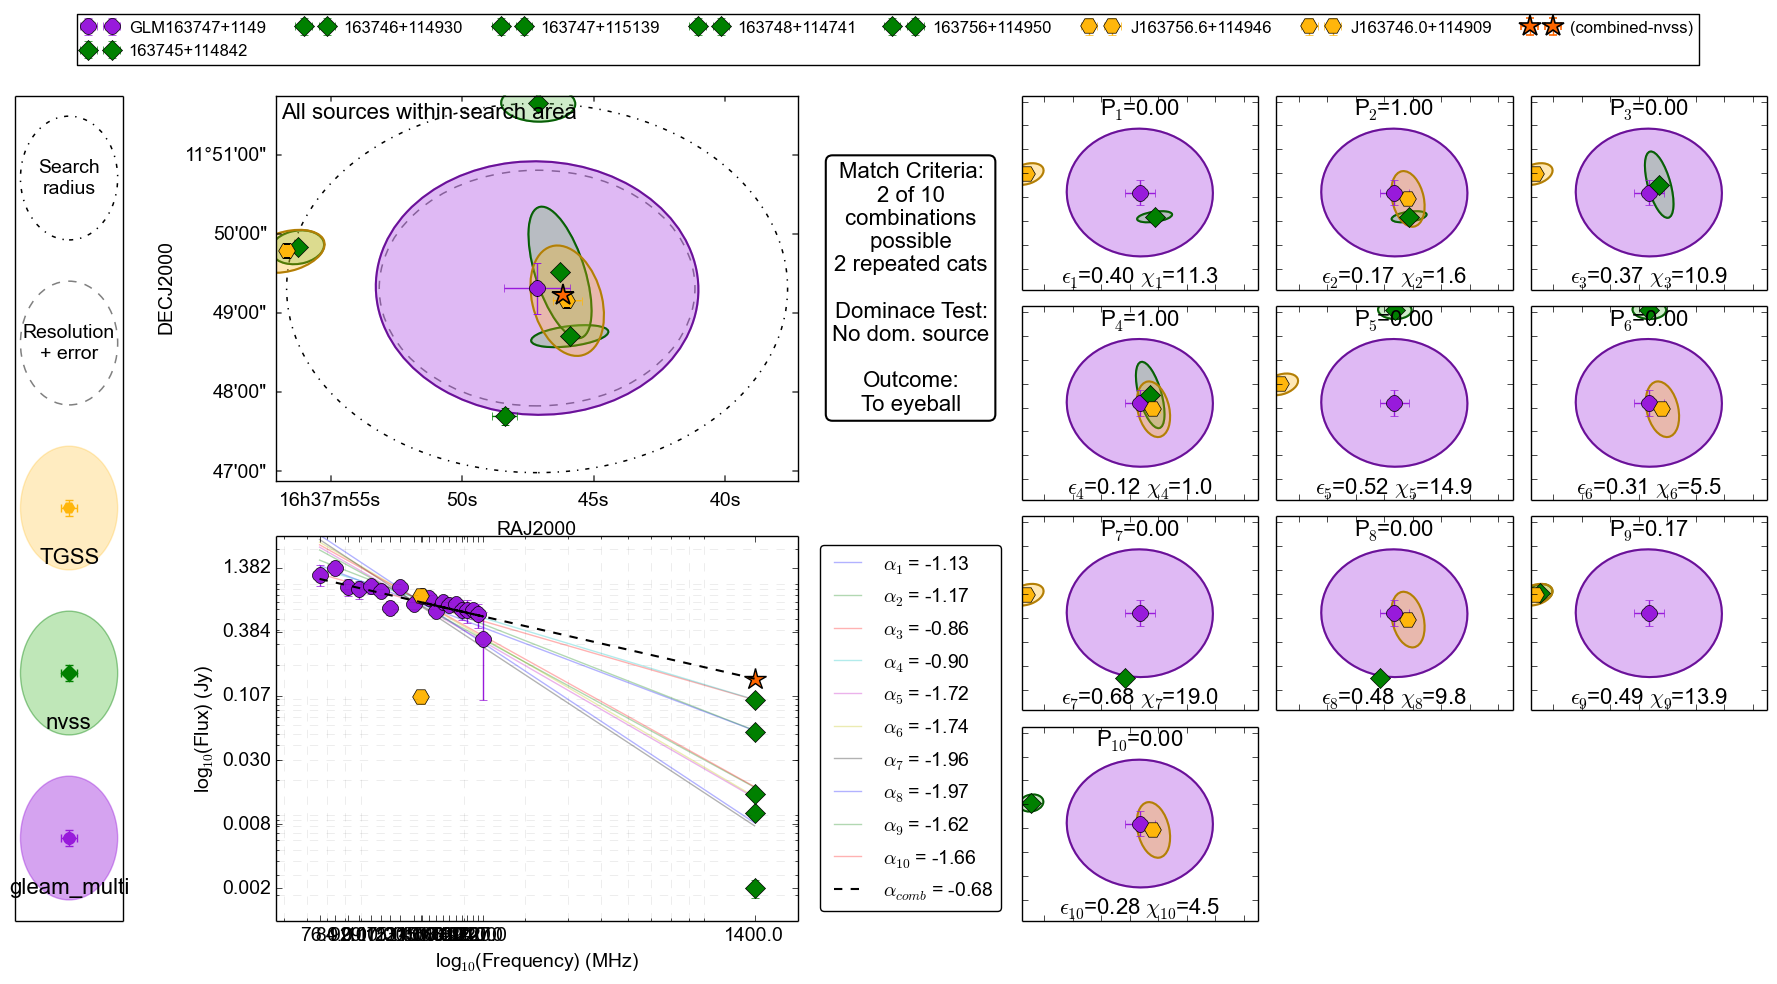 GLM163747+1149 163746+114930 163747+115139 163748+114741 163756+114950 J163756.6+114946 J163746.0+114909 (combined-nvss)
163745+114842
Search
radius
Resolution
+ error
TGSS
nvss
gleam_multi
All sources within search area
11°51'00"
50'00"
49'00"
48'00"
47'00"
DECJ2000
16h37m55s 50s 45s 40s
RAJ2000
Match Criteria:
2 of 10
combinations
possible
2 repeated cats
Dominace Test:
No dom. source
Outcome:
To eyeball
1.382
0.384
0.107
0.030
0.008
0.002
log10(Flux) (Jy)
1400.0
log10(Frequency) (MHz)
α1 = -1.13
α2 = -1.17
α3 = -0.86
α4 = -0.90
α5 = -1.72
α6 = -1.74
α7 = -1.96
α8 = -1.97
α9 = -1.62
α10 = -1.66
αcomb = -0.68
P1=0.00
ϵ1=0.40 χ1=11.3
P2=1.00
ϵ2=0.17 χ2=1.6
P3=0.00
ϵ3=0.37 χ3=10.9
P4=1.00
ϵ4=0.12 χ4=1.0
P5=0.00
ϵ5=0.52 χ5=14.9
P6=0.00
ϵ6=0.31 χ6=5.5
P7=0.00
ϵ7=0.68 χ7=19.0
P8=0.00
ϵ8=0.48 χ8=9.8
P9=0.17
ϵ9=0.49 χ9=13.9
P10=0.00
ϵ10=0.28 χ10=4.5